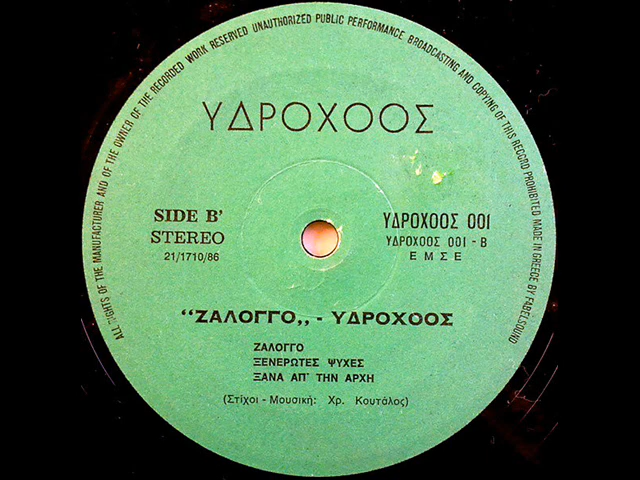 ALL RIGHTS OF THE MANUFACTURER AND OF THE OWNER OF THE RECORDED WORK RESERVED UNAUTHORIZED PUBLIC PERFORMANCE BROADCASTING AND COPYING OF THIS RECORD PROHIBITED MADE IN GREECE BY FABELSOUND
ΥΔΡΟΧΟΟΣ
SIDE B'
STEREO
21/1710/86
ΥΔΡΟΧΟΟΣ 001
ΥΔΡΟΧΟΟΣ 001 - B
ΕΜΣΕ
“ΖΑΛΟΓΓΟ„ - ΥΔΡΟΧΟΟΣ
ΖΑΛΟΓΓΟ
ΞΕΝΕΡΩΤΕΣ ΨΥΧΕΣ
ΞΑΝΑ ΑΠ' ΤΗΝ ΑΡΧΗ
(Στίχοι - Μουσική: Χρ. Κουτάλος)